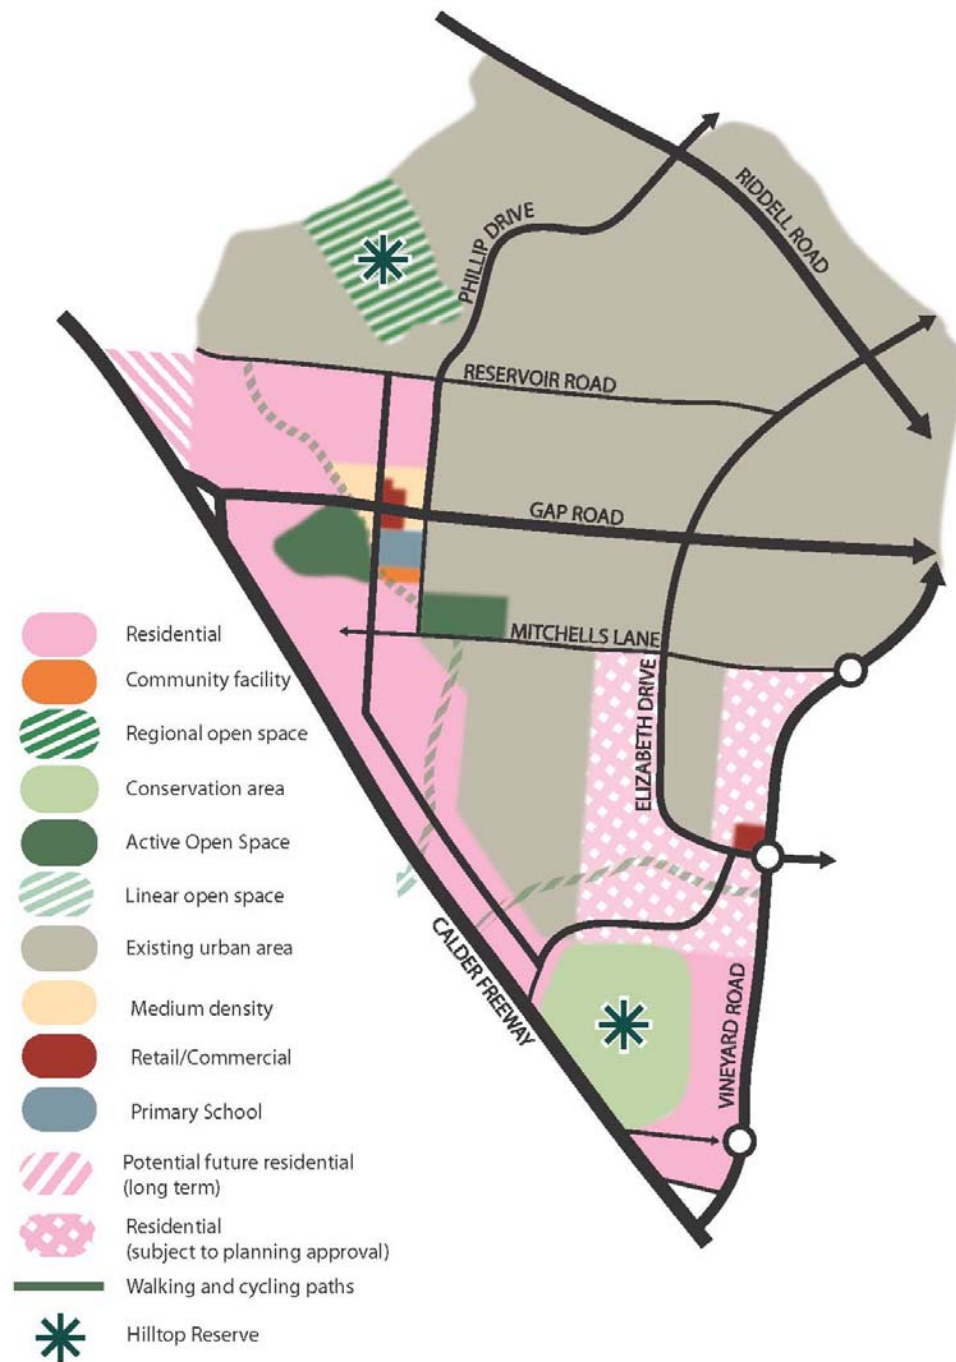 RIDDELL ROAD
PHILLIP DRIVE
RESERVOIR ROAD
GAP ROAD
MITCHELLS LANE
ELIZABETH DRIVE
CALDER FREEWAY
VINEYARD ROAD
Residential
Community facility
Regional open space
Conservation area
Active Open Space
Linear open space
Existing urban area
Medium density
Retail/Commercial
Primary School
Potential future residential
(long term)
Residential
(subject to planning approval)
Walking and cycling paths
Hilltop Reserve